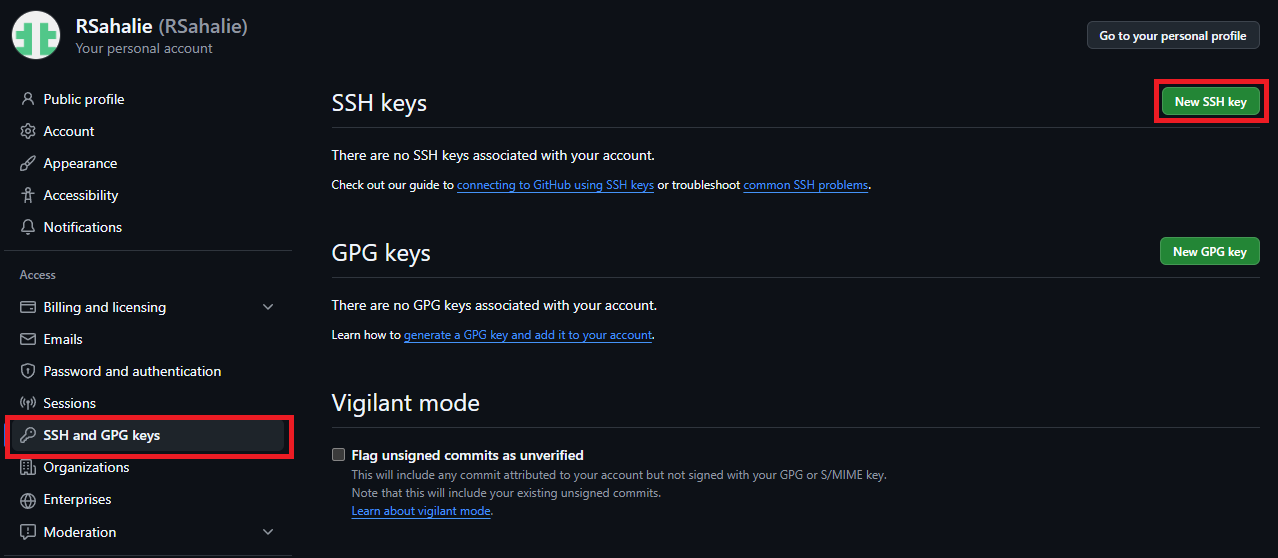 RSahalie (RSahalie)
Your personal account
Go to your personal profile
Public profile
Account
Appearance
Accessibility
Notifications
Access
Billing and licensing
Emails
Password and authentication
Sessions
SSH and GPG keys
Organizations
Enterprises
Moderation
SSH keys
New SSH key
There are no SSH keys associated with your account.
Check out our guide to connecting to GitHub using SSH keys or troubleshoot common SSH problems.
GPG keys
New GPG key
There are no GPG keys associated with your account.
Learn how to generate a GPG key and add it to your account.
Vigilant mode
Flag unsigned commits as unverified
This will include any commit attributed to your account but not signed with your GPG or S/MIME key.
Note that this will include your existing unsigned commits.
Learn about vigilant mode.